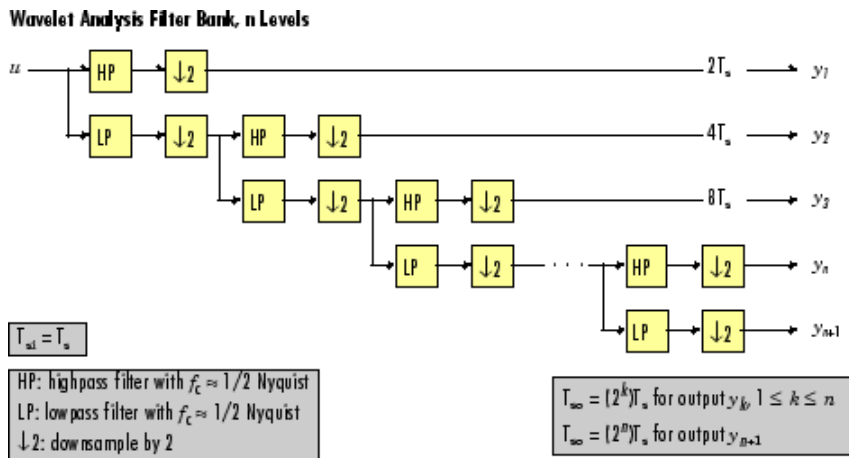 Wavelet Analysis Filter Bank, n Levels
u HP ↓2 2Tₛ y₁
LP ↓2 HP ↓2 4Tₛ y₂
LP ↓2 HP ↓2 8Tₛ y₃
LP ↓2 · · · HP ↓2 yₙ
LP ↓2 yₙ₊₁
Tₛᵢ = Tₛ
HP: highpass filter with f_c ≈ 1/2 Nyquist
LP: lowpass filter with f_c ≈ 1/2 Nyquist
↓2: downsample by 2
Tₛₒ = (2ᵏ)Tₛ for output yₖ, 1 ≤ k ≤ n
Tₛₒ = (2ⁿ)Tₛ for output yₙ₊₁